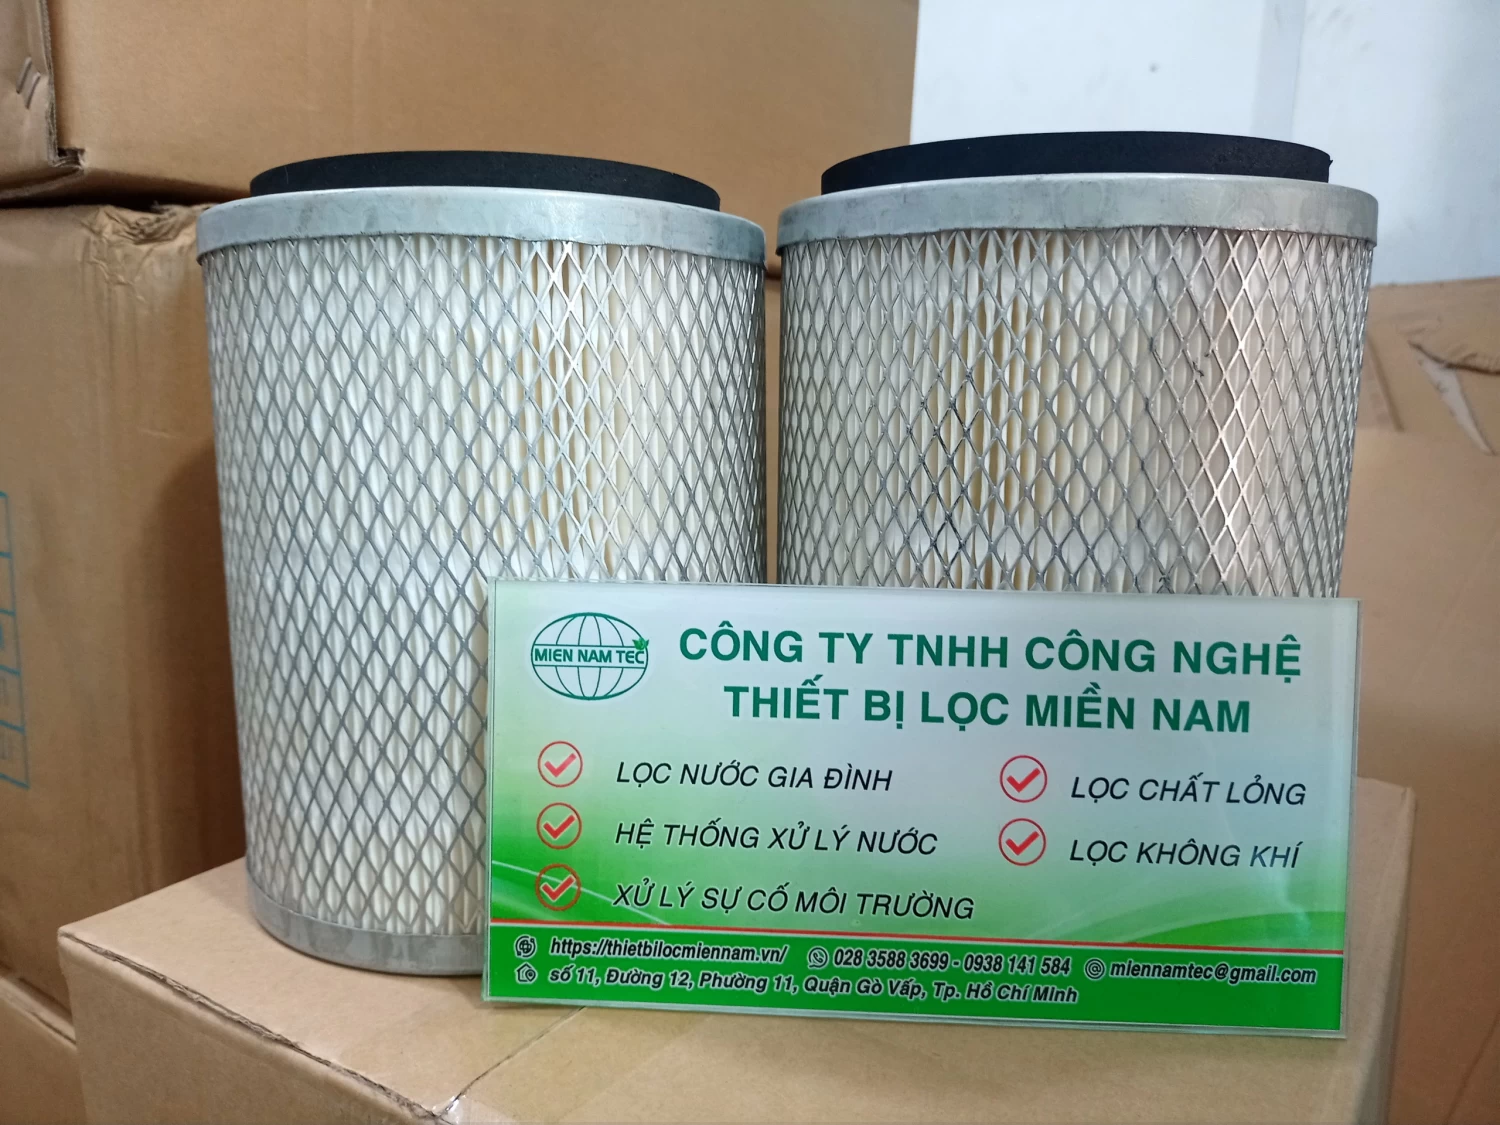 MIEN NAM TEC
CÔNG TY TNHH CÔNG NGHỆ
THIẾT BỊ LỌC MIỀN NAM
LỌC NƯỚC GIA ĐÌNH
HỆ THỐNG XỬ LÝ NƯỚC
XỬ LÝ SỰ CỐ MÔI TRƯỜNG
LỌC CHẤT LỎNG
LỌC KHÔNG KHÍ
https://thietbilocmiennam.vn/ 028 3588 3699 - 0938 141 584 miennamtec@gmail.com
số 11, Đường 12, Phường 11, Quận Gò Vấp, Tp. Hồ Chí Minh